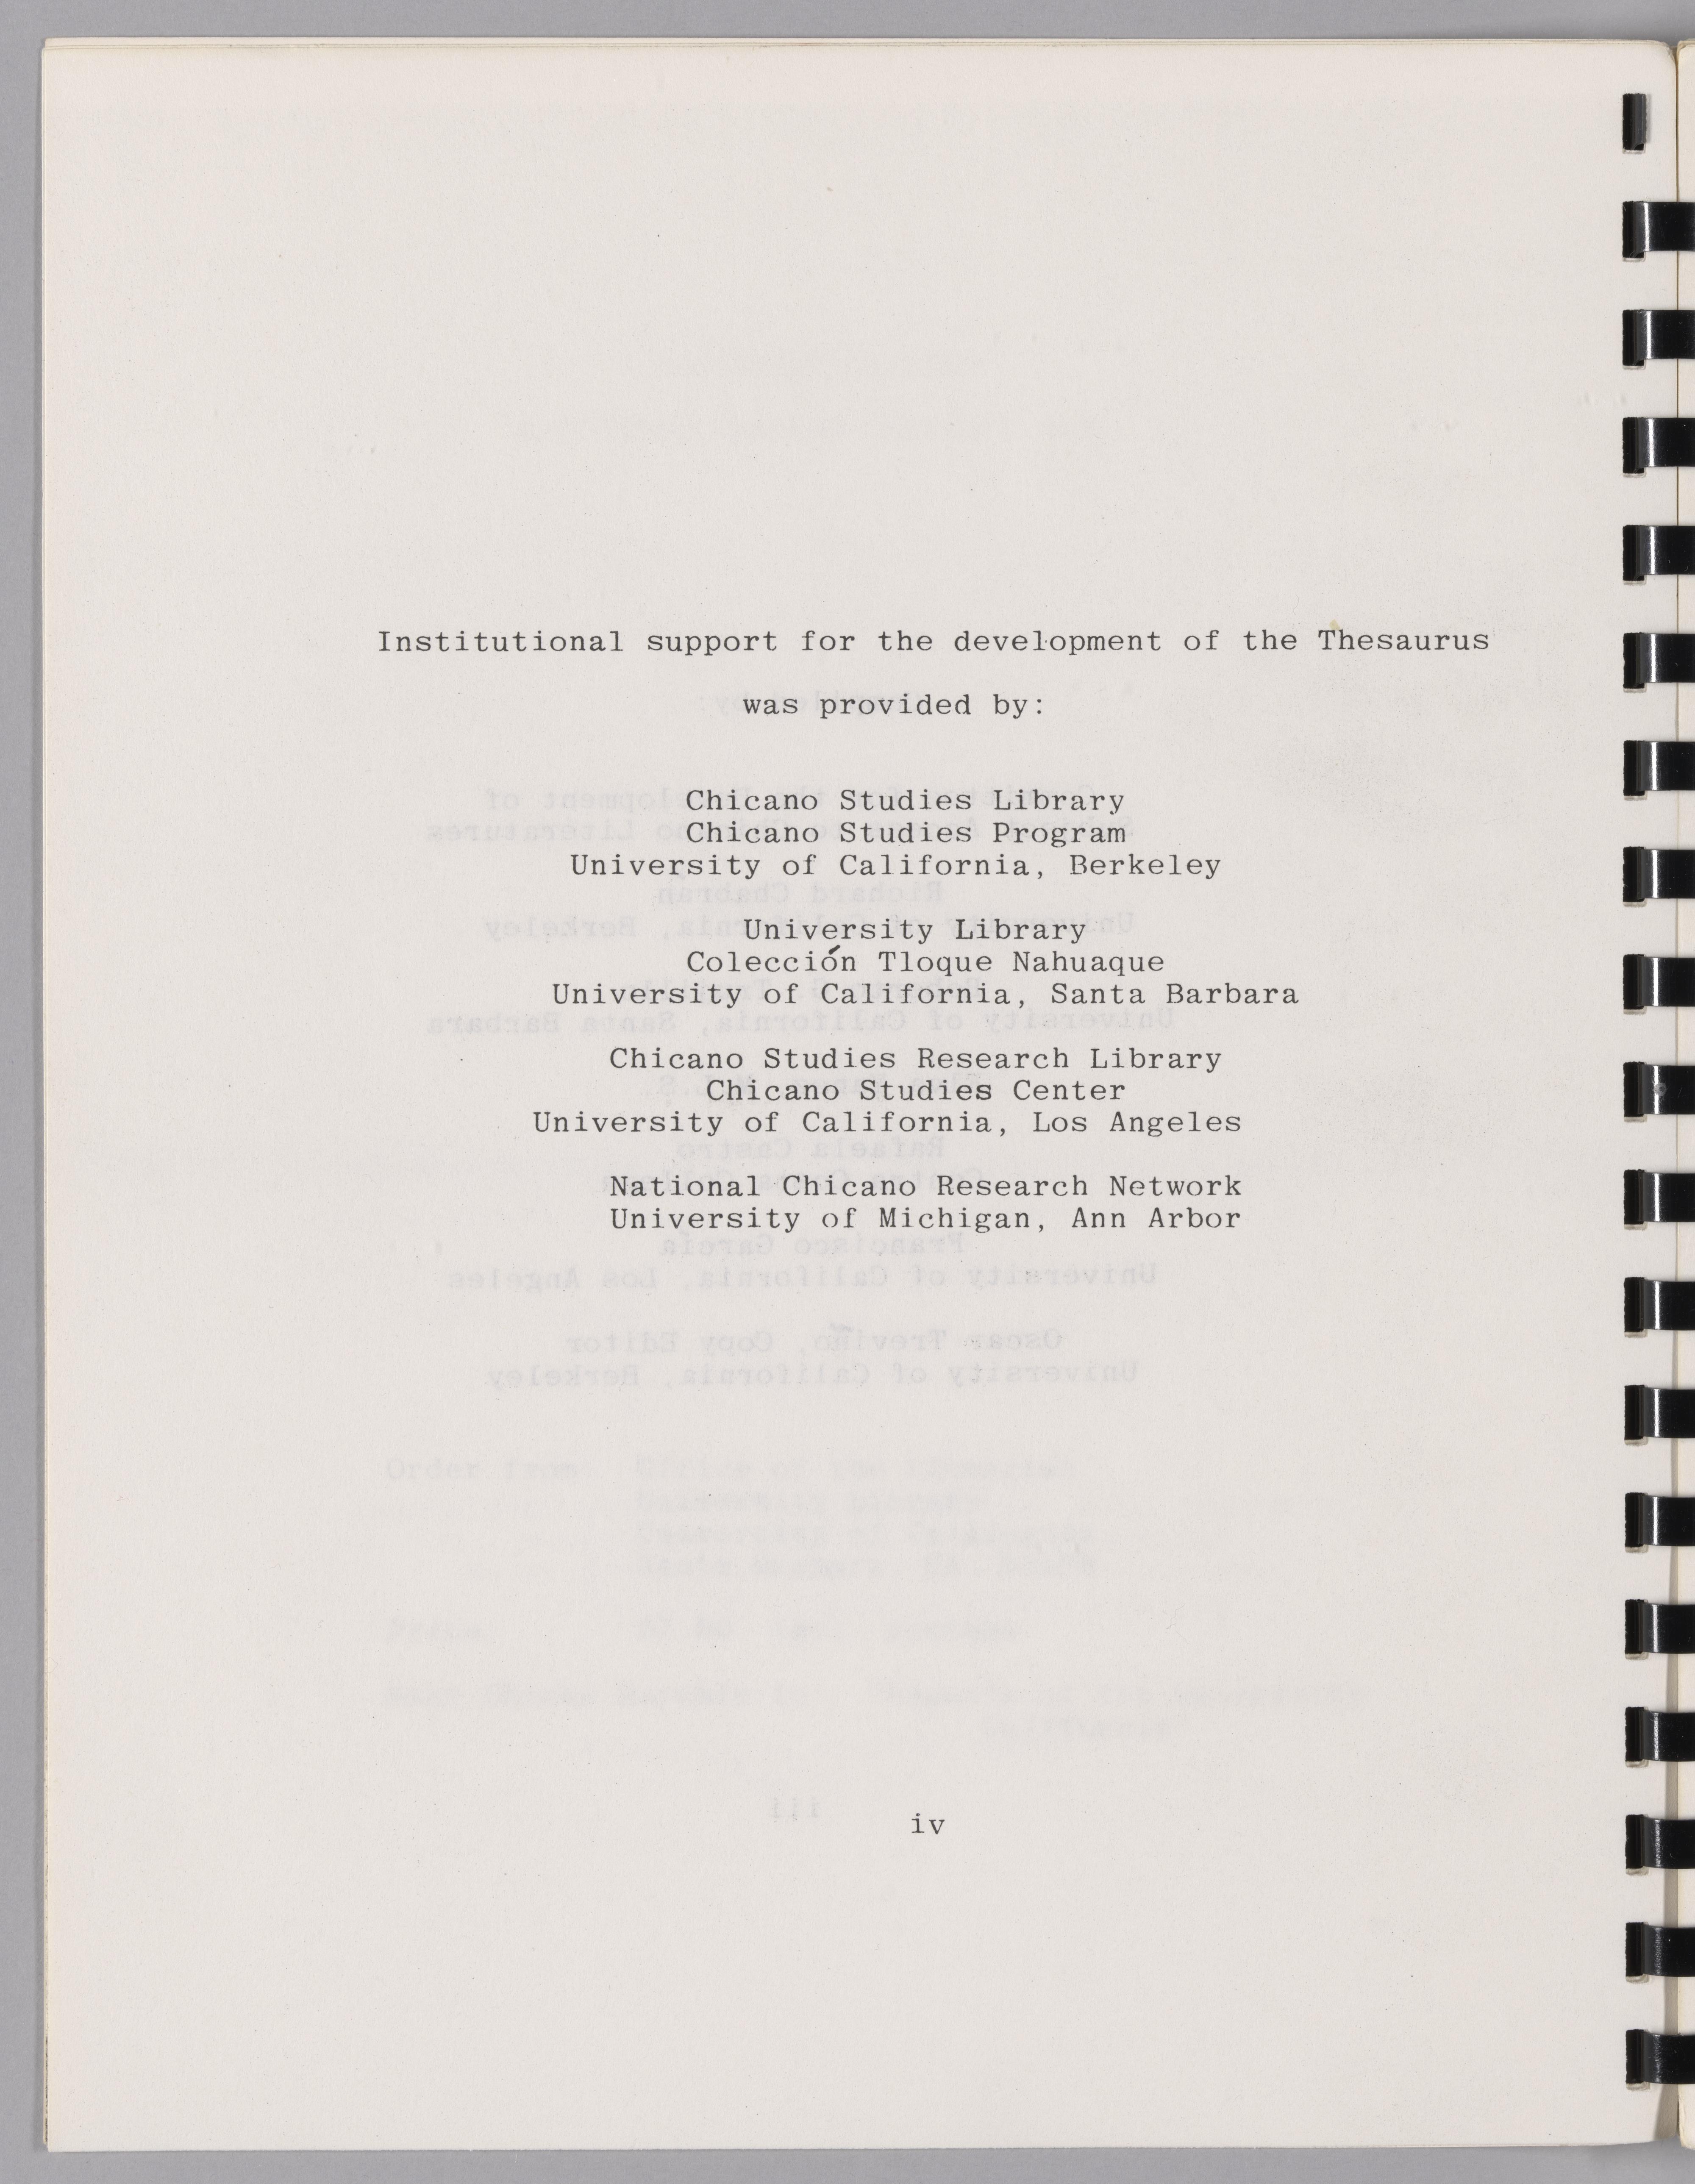 Institutional support for the development of the Thesaurus
was provided by:
Chicano Studies Library
Chicano Studies Program
University of California, Berkeley
University Library
Colección Tloque Nahuaque
University of California, Santa Barbara
Chicano Studies Research Library
Chicano Studies Center
University of California, Los Angeles
National Chicano Research Network
University of Michigan, Ann Arbor
iv